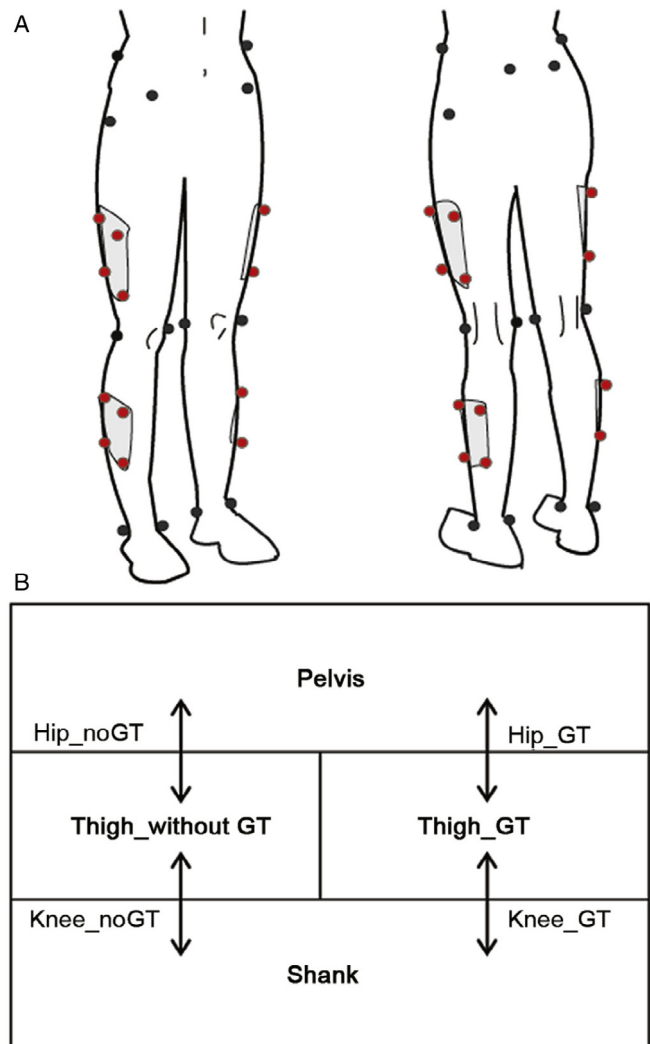 A
B
Pelvis
Hip_noGT
Hip_GT
Thigh_without GT
Thigh_GT
Knee_noGT
Knee_GT
Shank